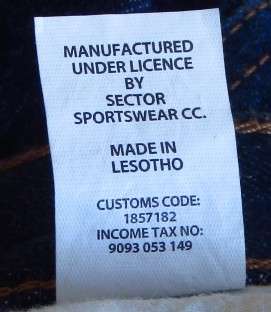 MANUFACTURED
UNDER LICENCE
BY
SECTOR
SPORTSWEAR CC.
MADE IN
LESOTHO
CUSTOMS CODE:
1857182
INCOME TAX NO:
9093 053 149